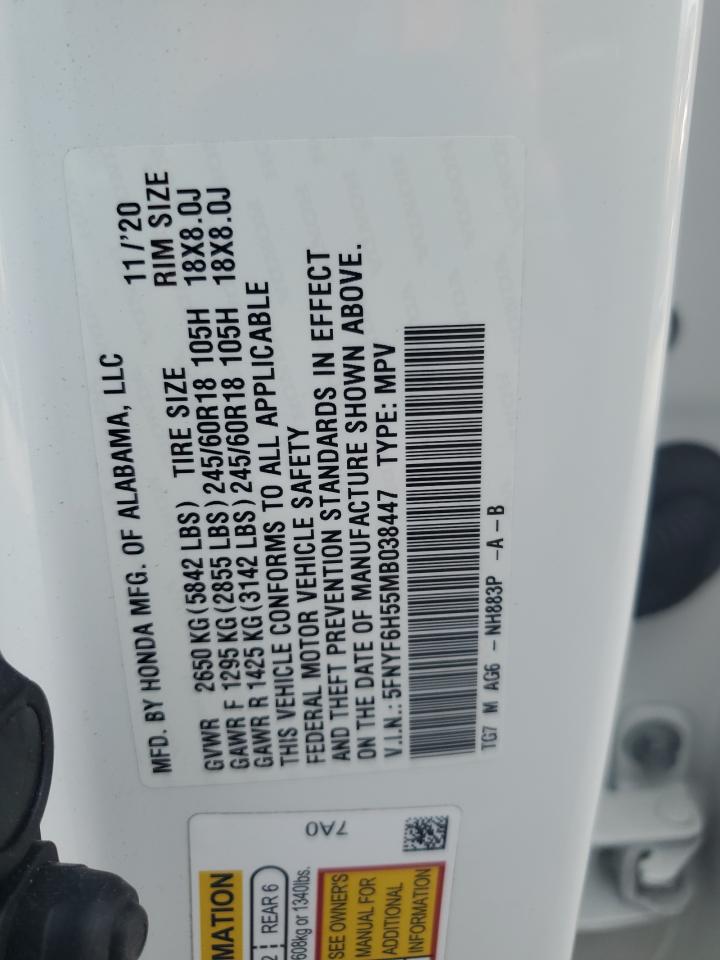 MFD. BY HONDA MFG. OF ALABAMA, LLC 11/'20
GVWR 2650 KG (5842 LBS) TIRE SIZE RIM SIZE
GAWR F 1295 KG (2855 LBS) 245/60R18 105H 18X8.0J
GAWR R 1425 KG (3142 LBS) 245/60R18 105H 18X8.0J
THIS VEHICLE CONFORMS TO ALL APPLICABLE
FEDERAL MOTOR VEHICLE SAFETY
AND THEFT PREVENTION STANDARDS IN EFFECT
ON THE DATE OF MANUFACTURE SHOWN ABOVE.
V.I.N.: 5FNYF6H55MB038447 TYPE: MPV
TG7 M AG6 - NH883P -A -B
7A0
MATION
2 REAR 6
608kg or 1340lbs.
SEE OWNER'S
MANUAL FOR
ADDITIONAL
INFORMATION